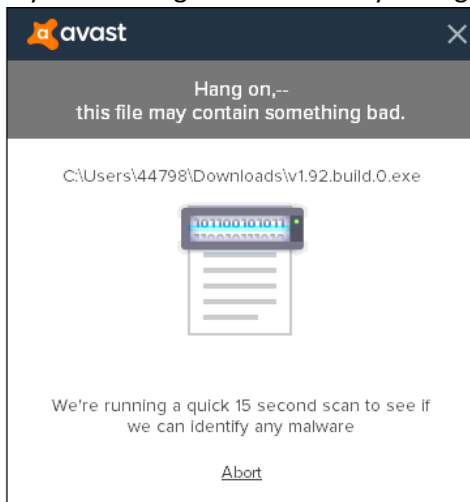 avast
Hang on,--
this file may contain something bad.
C:\Users\44798\Downloads\v1.92.build.0.exe
101100101011
We're running a quick 15 second scan to see if
we can identify any malware
Abort